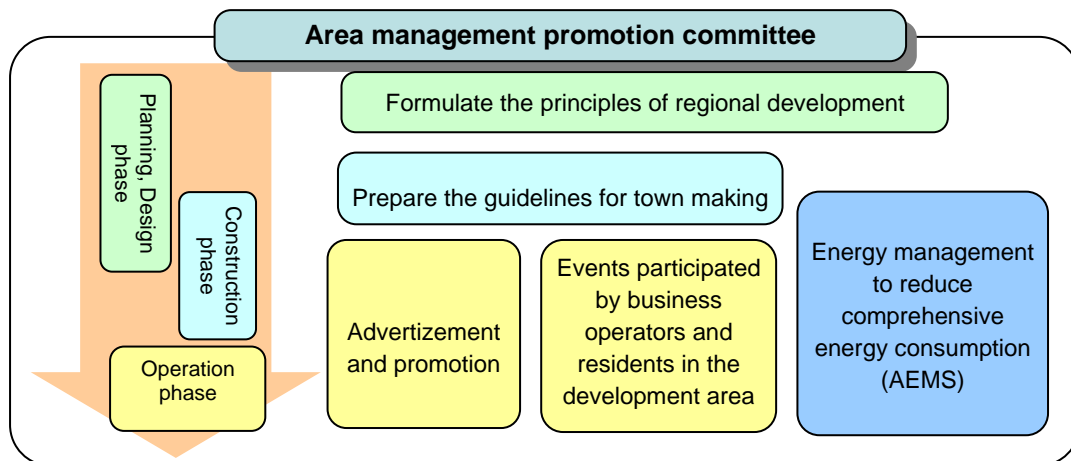 Area management promotion committee
Planning, Design
phase
Construction
phase
Operation
phase
Formulate the principles of regional development
Prepare the guidelines for town making
Advertizement
and promotion
Events participated
by business
operators and
residents in the
development area
Energy management
to reduce
comprehensive
energy consumption
(AEMS)